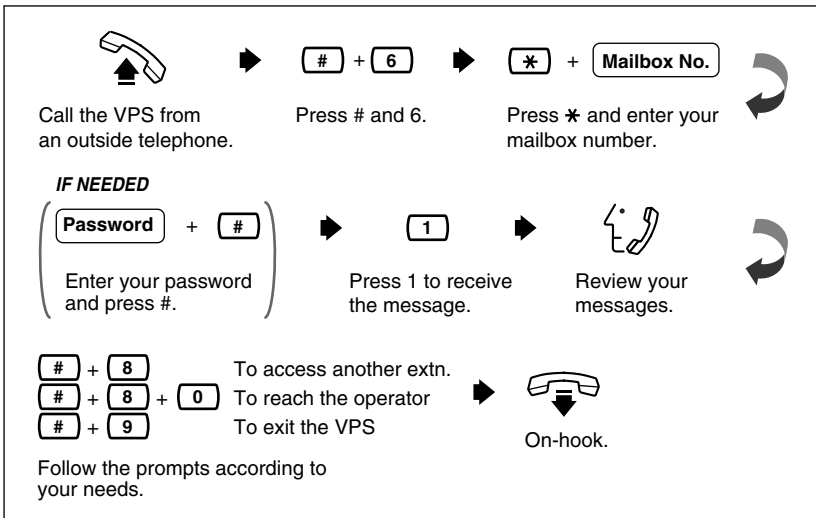 # + 6
✱ + Mailbox No.
Call the VPS from
an outside telephone.
Press # and 6.
Press ✱ and enter your
mailbox number.
IF NEEDED
Password + #
1
Enter your password
and press #.
Press 1 to receive
the message.
Review your
messages.
# + 8 To access another extn.
# + 8 + 0 To reach the operator
# + 9 To exit the VPS
On-hook.
Follow the prompts according to
your needs.